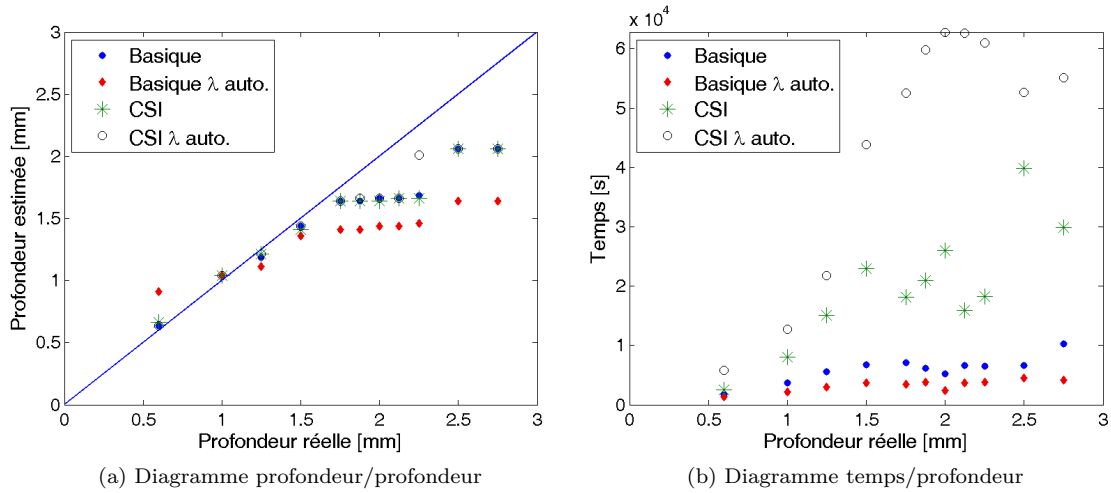 3
2.5
2
1.5
1
0.5
0
0 0.5 1 1.5 2 2.5 3
Profondeur estimée [mm]
Profondeur réelle [mm]
Basique
Basique λ auto.
CSI
CSI λ auto.
(a) Diagramme profondeur/profondeur
x 10⁴
6
5
4
3
2
1
0
0 0.5 1 1.5 2 2.5 3
Temps [s]
Profondeur réelle [mm]
Basique
Basique λ auto.
CSI
CSI λ auto.
(b) Diagramme temps/profondeur